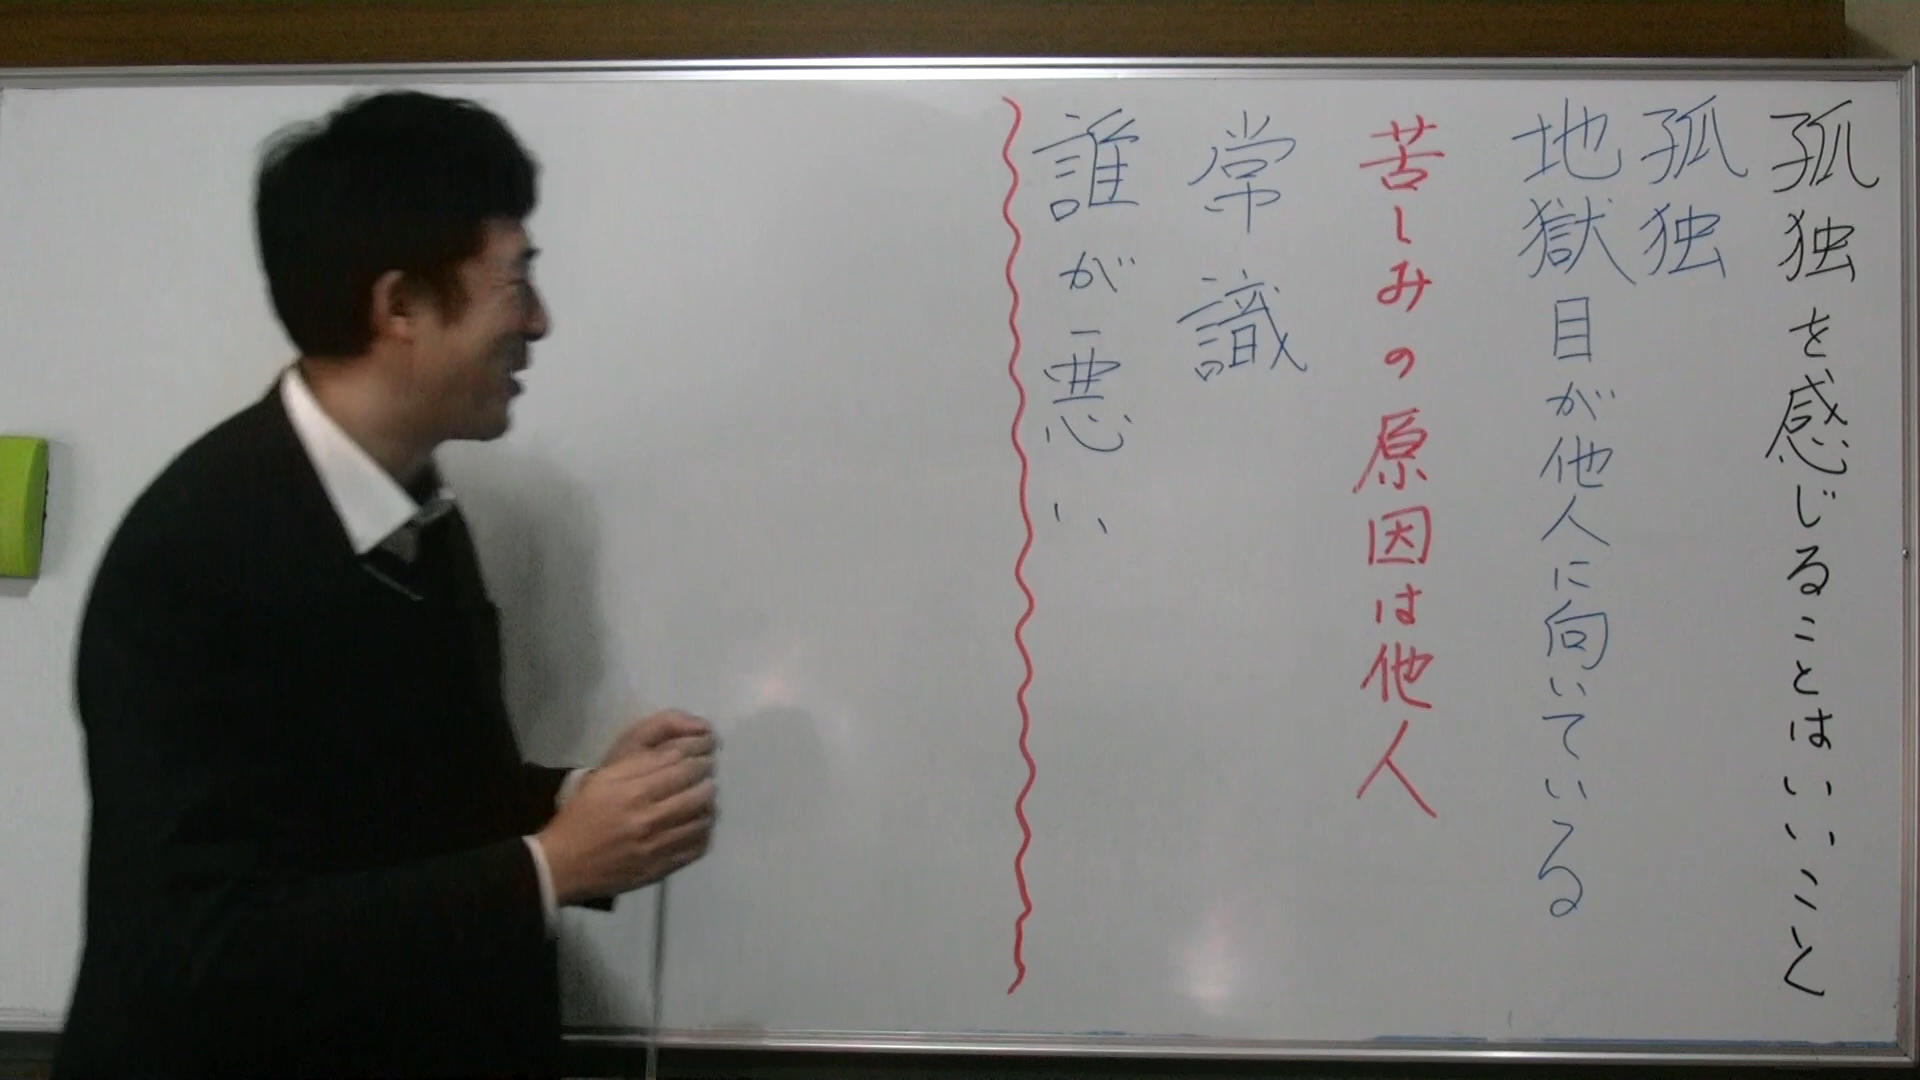 孤独を感じることはいいこと
孤独
地獄目が他人に向いている
苦しみの原因は他人
常識
誰が悪い